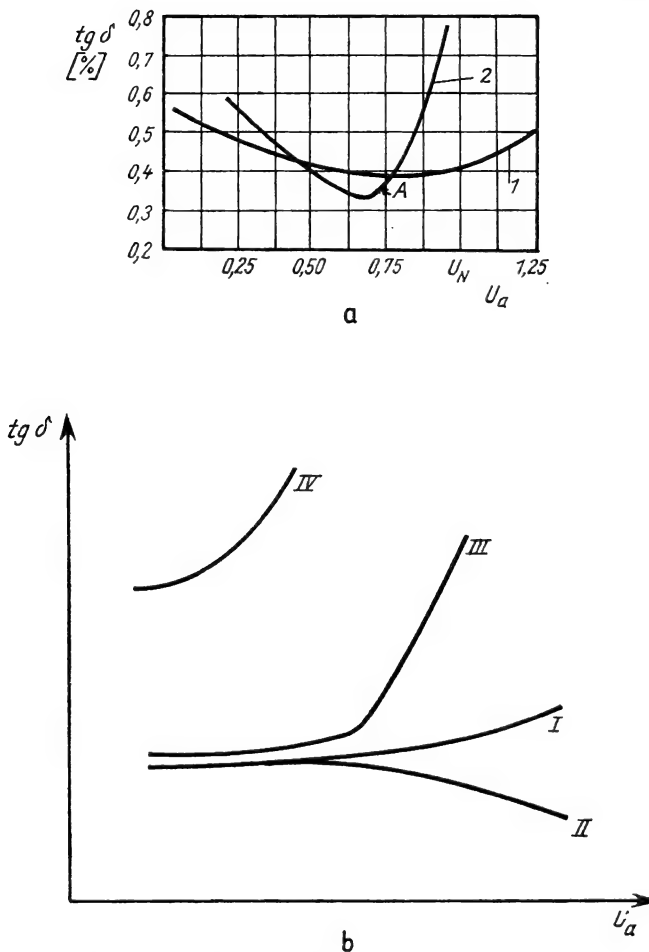 tg δ
[%]
0,8
0,7
0,6
0,5
0,4
0,3
0,2
2
1
A
0,25 0,50 0,75 U_N 1,25
U_a
a
tg δ
IV
III
I
II
U_a
b